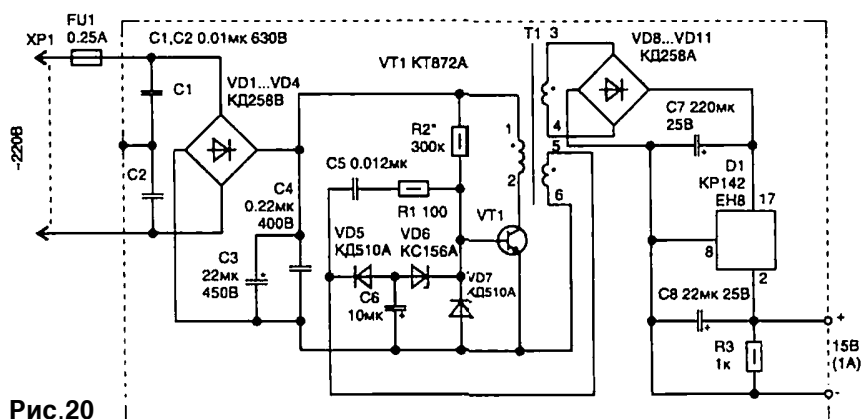 FU1
0.25А
XP1
~220В
C1,C2 0.01мк 630В
C1
C2
VD1...VD4
КД258В
VT1 КТ872А
T1 3
4
5
6
1
2
VD8...VD11
КД258А
C7 220мк
25В
R2*
300к
C5 0.012мк
R1 100
VT1
C4
0.22мк
400В
C3
22мк
450В
VD5
КД510А
VD6
КС156А
VD7
КД510А
C6
10мк
D1
КР142
ЕН8
17
8
2
C8 22мк 25В
R3
1к
+
15В
(1А)
-
Рис.20